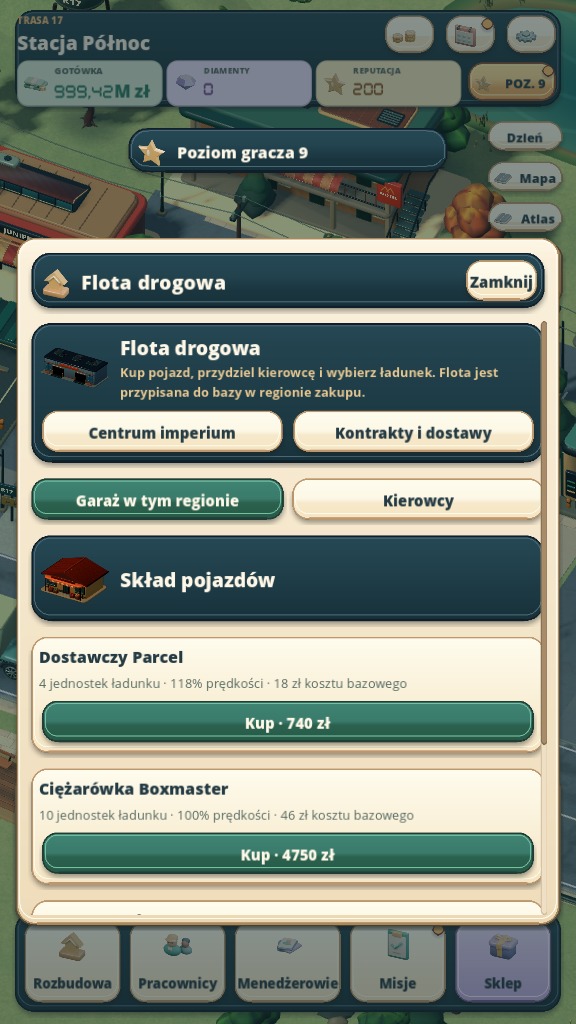 R17
TRASA 17
Stacja Północ
GOTÓWKA
999,42M zł
DIAMENTY
0
REPUTACJA
200
POZ. 9
Poziom gracza 9
Dzień
Mapa
Atlas
Flota drogowa
Zamknij
Flota drogowa
Kup pojazd, przydziel kierowcę i wybierz ładunek. Flota jest
przypisana do bazy w regionie zakupu.
Centrum imperium
Kontrakty i dostawy
Garaż w tym regionie
Kierowcy
Skład pojazdów
Dostawczy Parcel
4 jednostek ładunku · 118% prędkości · 18 zł kosztu bazowego
Kup · 740 zł
Ciężarówka Boxmaster
10 jednostek ładunku · 100% prędkości · 46 zł kosztu bazowego
Kup · 4750 zł
Rozbudowa
Pracownicy
Menedżerowie
Misje
Sklep